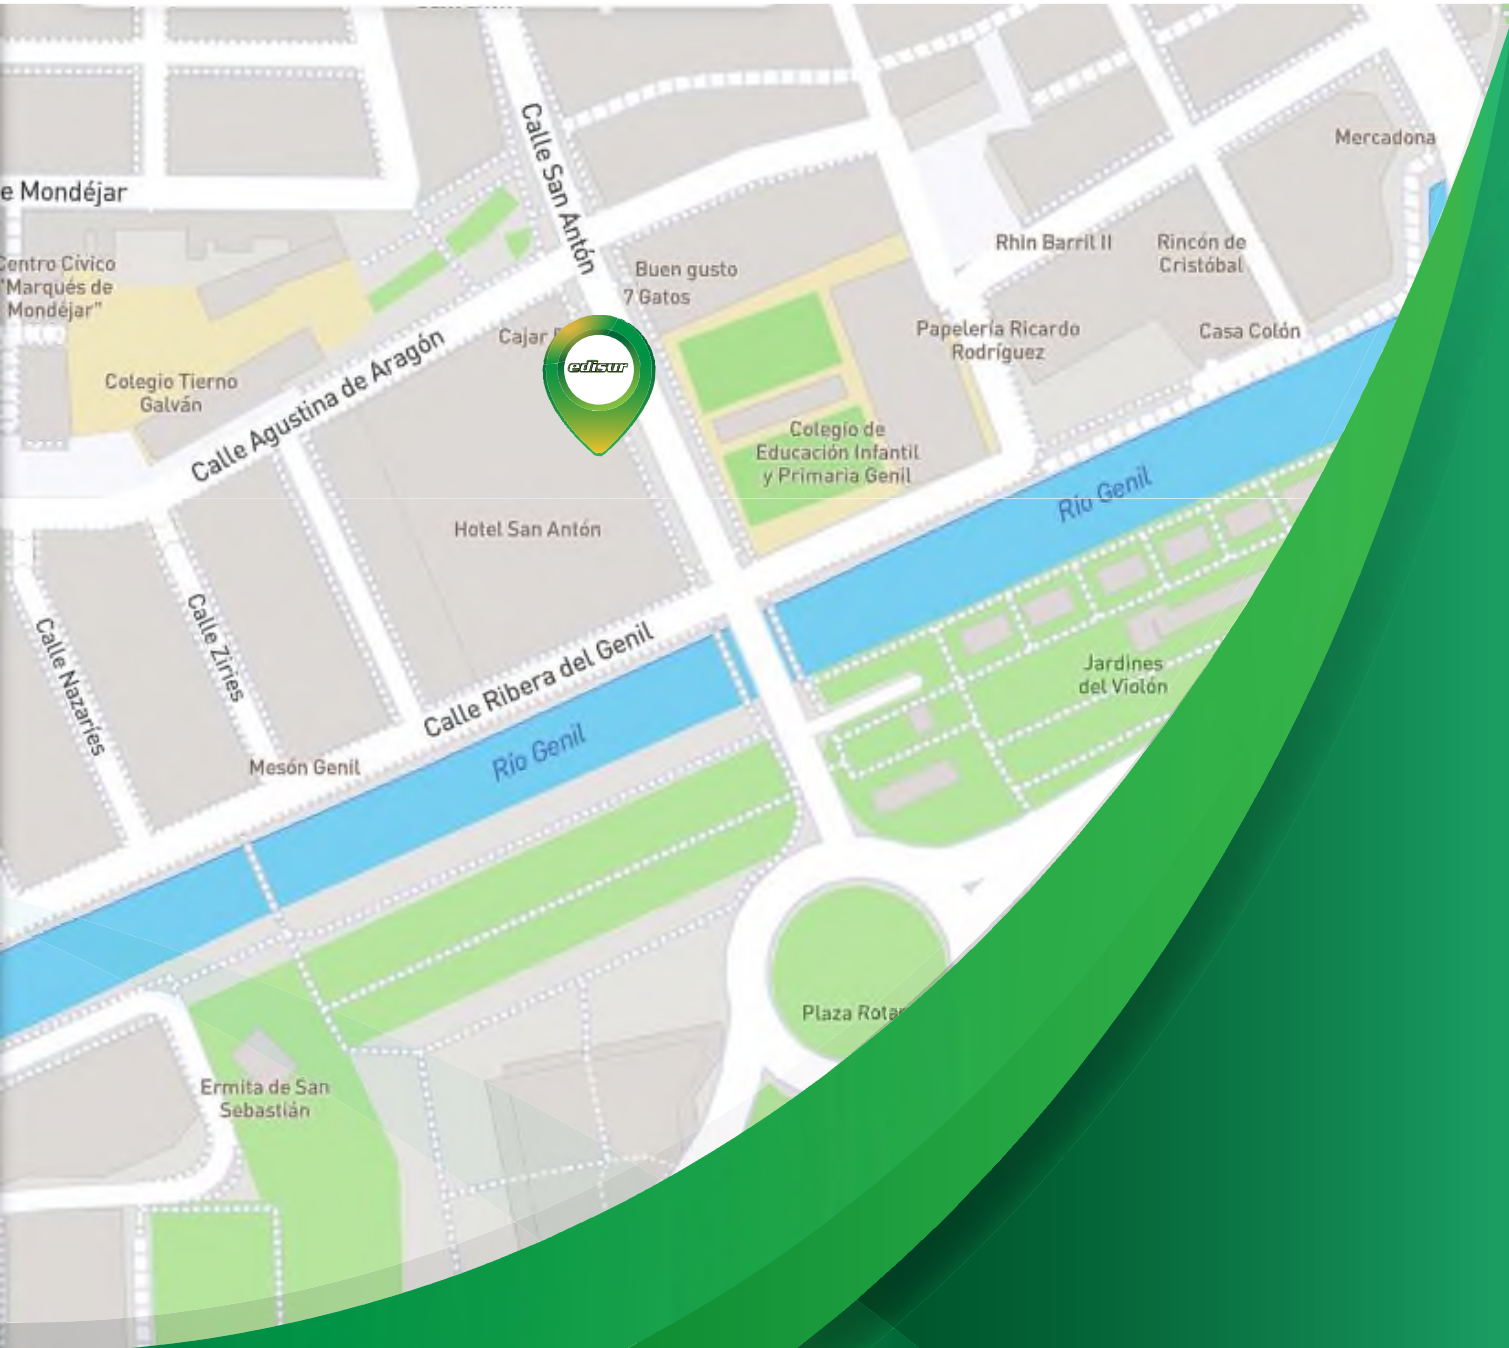 Calle San Antón
Mercadona
e Mondéjar
Rhin Barril II
Rincón de
Cristóbal
Centro Cívico
"Marqués de
Mondéjar"
Buen gusto
7 Gatos
Cajar
edisur
Papelería Ricardo
Rodríguez
Casa Colón
Colegio Tierno
Galván
Calle Agustina de Aragón
Colegio de
Educación Infantil
y Primaria Genil
Río Genil
Hotel San Antón
Calle Ziries
Calle Nazaríes
Calle Ribera del Genil
Jardines
del Violón
Río Genil
Mesón Genil
Plaza Rota
Ermita de San
Sebastián